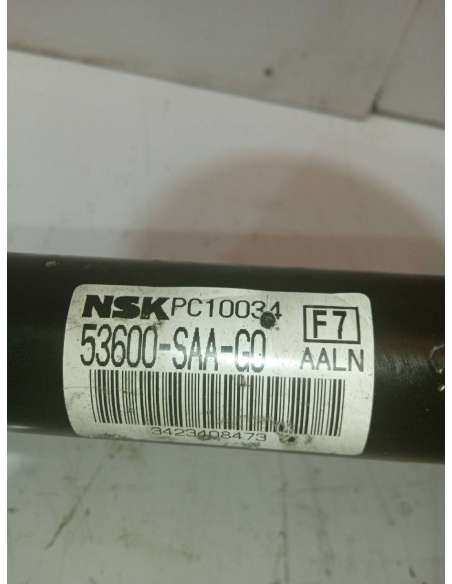 NSK PC10034
F7
53600-SAA-G0
AALN
3423408473